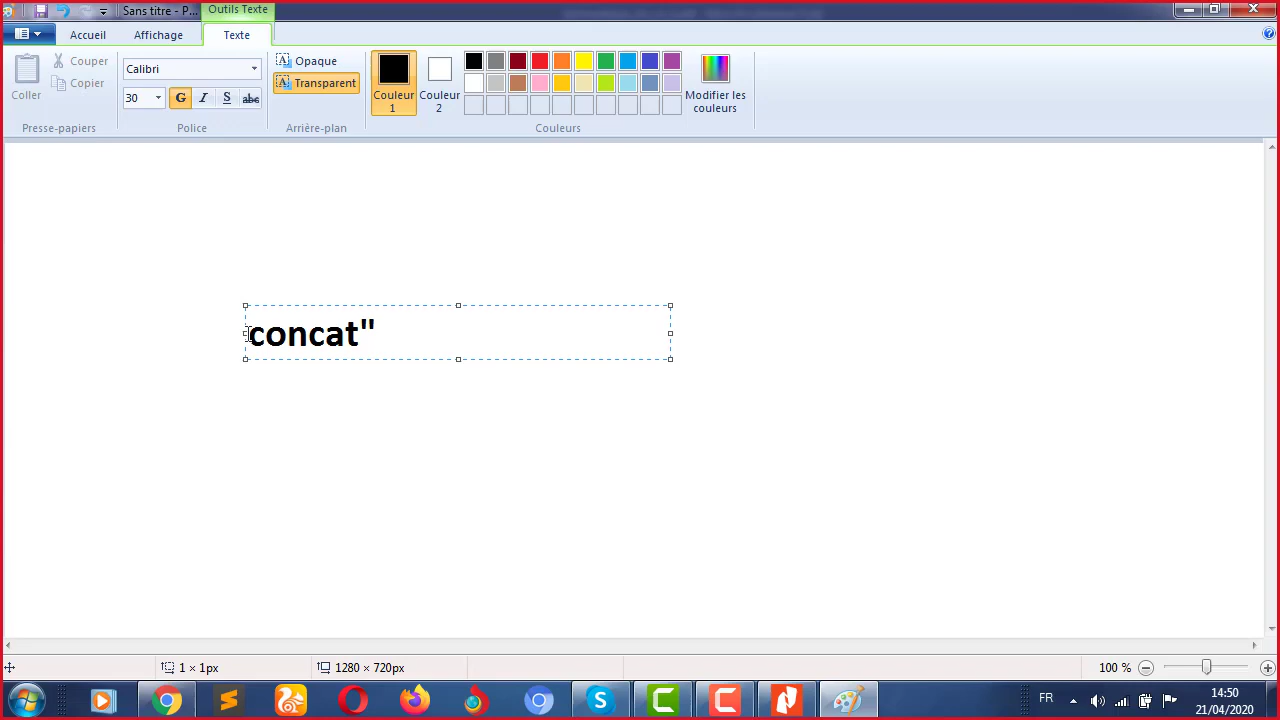 Sans titre - P...
Outils Texte
Accueil
Affichage
Texte
Coller
Couper
Copier
Presse-papiers
Calibri
30
G I S abc
Police
Opaque
Transparent
Arrière-plan
Couleur 1
Couleur 2
Modifier les couleurs
Couleurs
concat"
1 × 1px
1280 × 720px
100 %
FR
14:50
21/04/2020